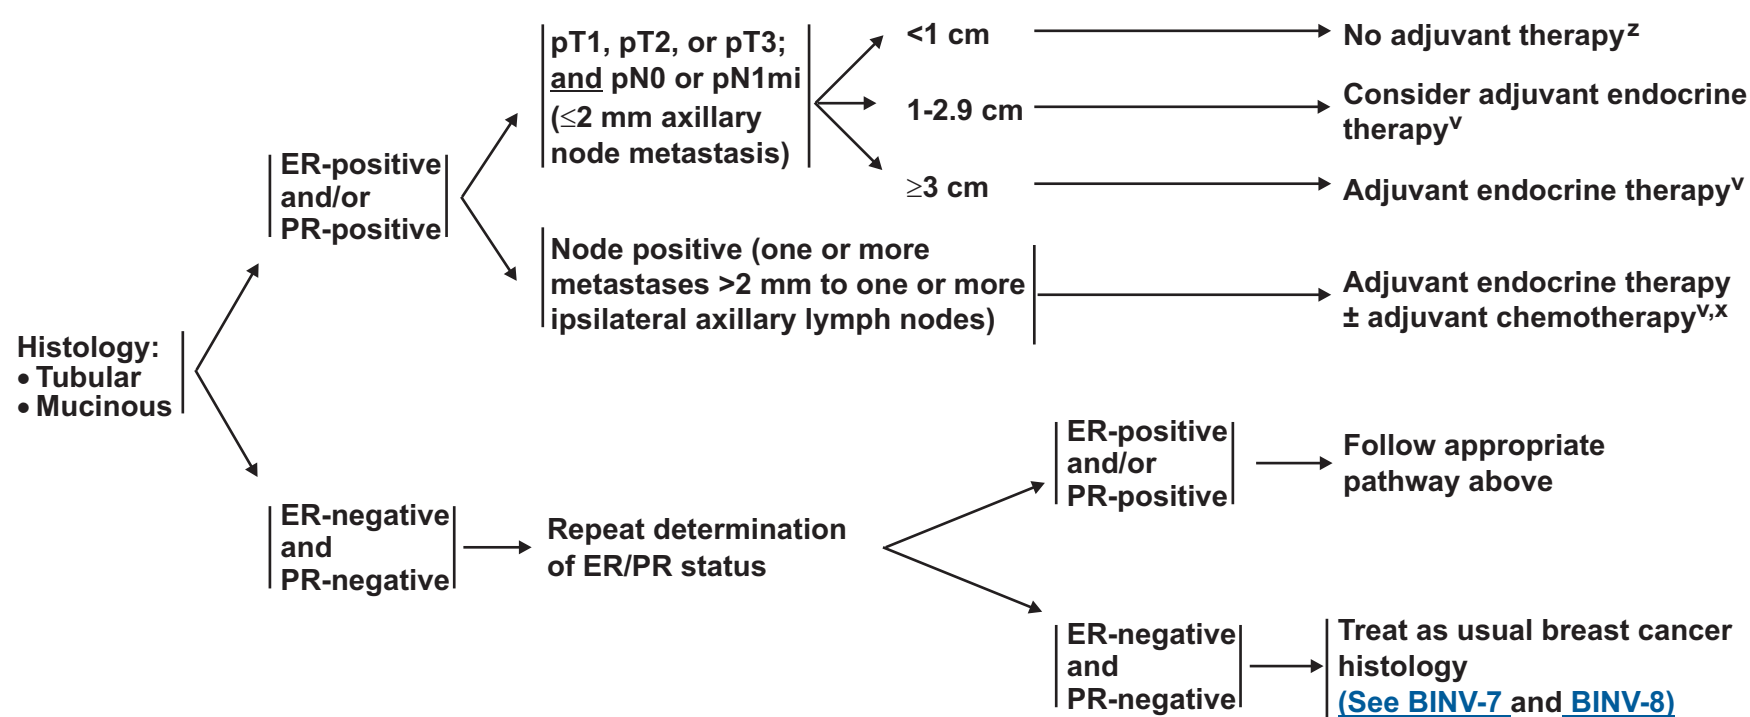 Histology:
• Tubular
• Mucinous
ER-positive
and/or
PR-positive
pT1, pT2, or pT3;
and pN0 or pN1mi
(≤2 mm axillary
node metastasis)
<1 cm
No adjuvant therapyᶻ
1-2.9 cm
Consider adjuvant endocrine
therapyᵛ
≥3 cm
Adjuvant endocrine therapyᵛ
Node positive (one or more
metastases >2 mm to one or more
ipsilateral axillary lymph nodes)
Adjuvant endocrine therapy
± adjuvant chemotherapyᵛ,ˣ
ER-negative
and
PR-negative
Repeat determination
of ER/PR status
ER-positive
and/or
PR-positive
Follow appropriate
pathway above
ER-negative
and
PR-negative
Treat as usual breast cancer
histology
(See BINV-7 and BINV-8)